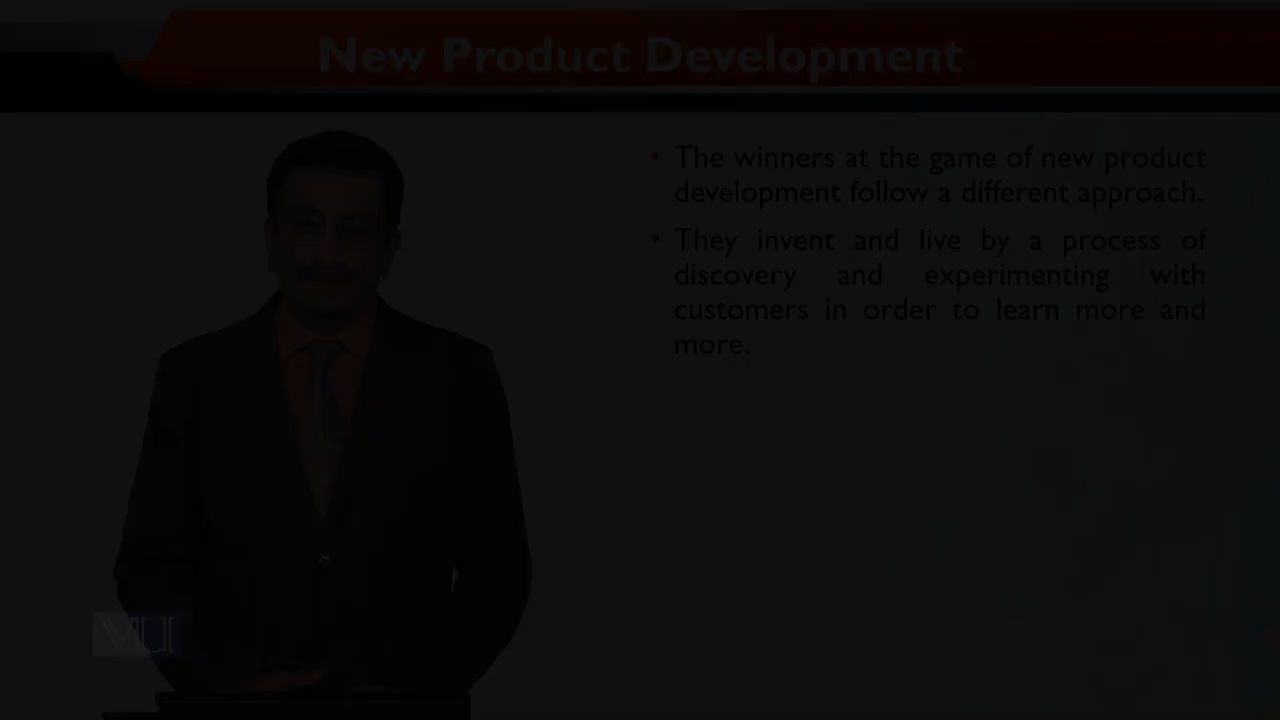 New Product Development
• The winners at the game of new product
development follow a different approach.
• They invent and live by a process of
discovery and experimenting with
customers in order to learn more and
more.
VU